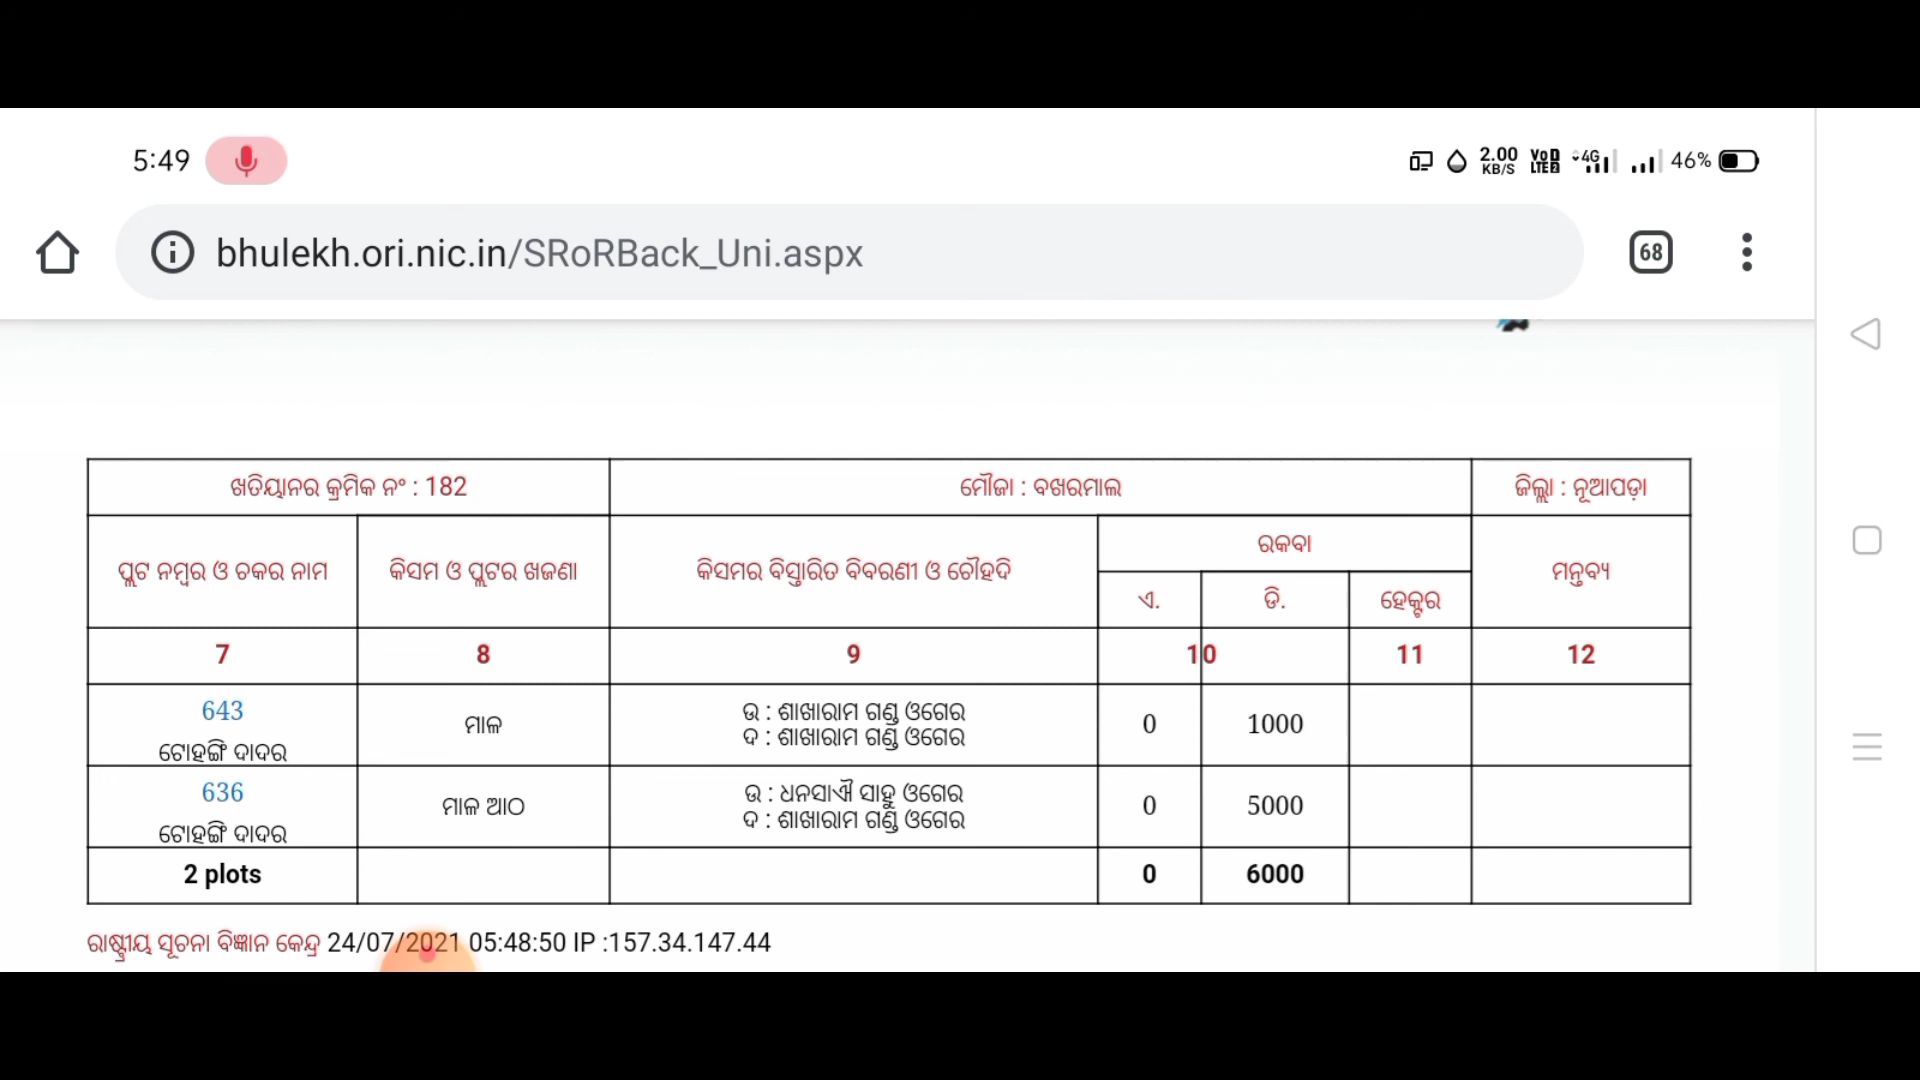 5:49 2.00 KB/S VoD LTE2 4G 46%
bhulekh.ori.nic.in/SRoRBack_Uni.aspx 68
ଖତିୟାନର କ୍ରମିକ ନଂ : 182 ମୌଜା : ବଖରମାଲ ଜିଲ୍ଲା : ନୂଆପଡ଼ା
ପ୍ଲଟ ନମ୍ବର ଓ ଚକର ନାମ କିସମ ଓ ପ୍ଲଟର ଖଜଣା କିସମର ବିସ୍ତାରିତ ବିବରଣୀ ଓ ଚୌହଦି ରକବା ମନ୍ତବ୍ୟ
ଏ. ଡି. ହେକ୍ଟର
7 8 9 10 11 12
643 ମାଳ ଉ : ଶାଖାରାମ ଗଣ୍ଡ ଓଗେର 0 1000
ଟୋହଙ୍ଗି ଦାଦର ଦ : ଶାଖାରାମ ଗଣ୍ଡ ଓଗେର
636 ମାଳ ଆଠ ଉ : ଧନସାଐ ସାହୁ ଓଗେର 0 5000
ଟୋହଙ୍ଗି ଦାଦର ଦ : ଶାଖାରାମ ଗଣ୍ଡ ଓଗେର
2 plots 0 6000
ରାଷ୍ଟ୍ରୀୟ ସୂଚନା ବିଜ୍ଞାନ କେନ୍ଦ୍ର 24/07/2021 05:48:50 IP :157.34.147.44